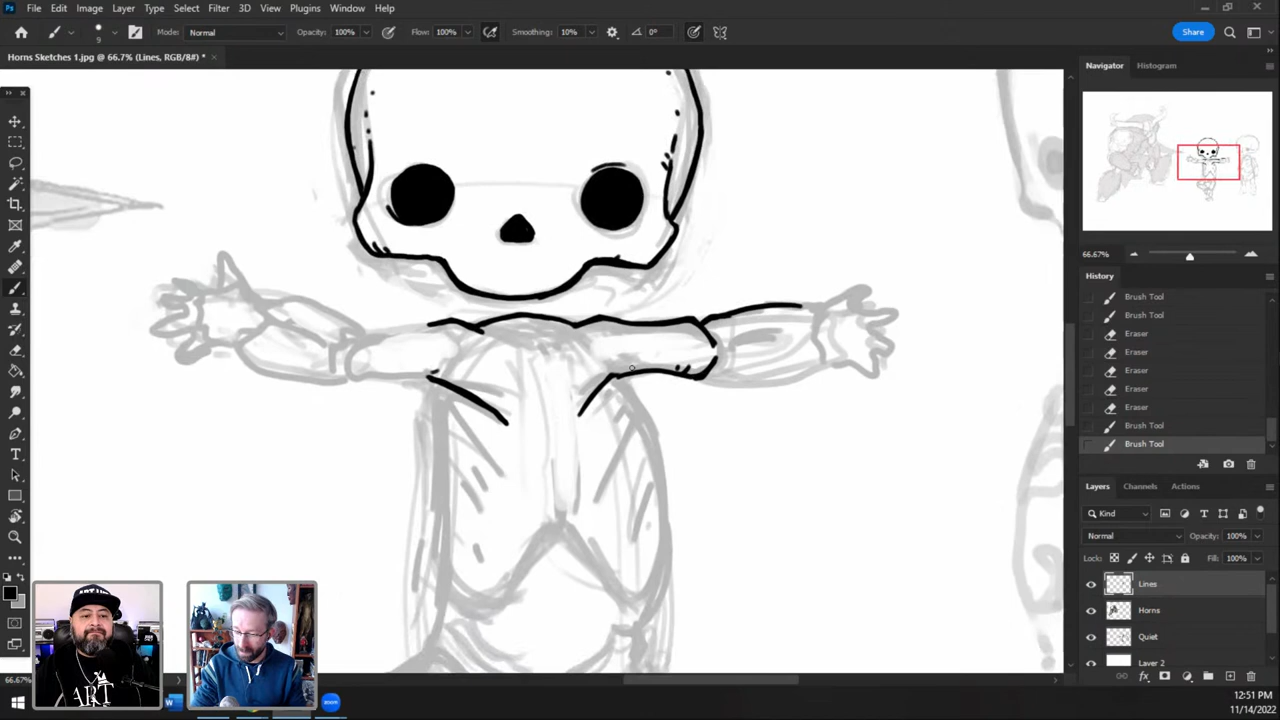 Ps File Edit Image Layer Type Select Filter 3D View Plugins Window Help
9 Mode: Normal Opacity: 100% Flow: 100% Smoothing: 10% 0° Share
Horns Sketches 1.jpg @ 66.7% (Lines, RGB/8#) *
Navigator Histogram
66.67%
History
Brush Tool
Brush Tool
Eraser
Eraser
Eraser
Eraser
Eraser
Brush Tool
Brush Tool
Layers Channels Actions
Kind
Normal Opacity: 100%
Lock: Fill: 100%
Lines
Horns
Quiet
Layer 2
66.67%
ART
W zoom
12:51 PM
11/14/2022